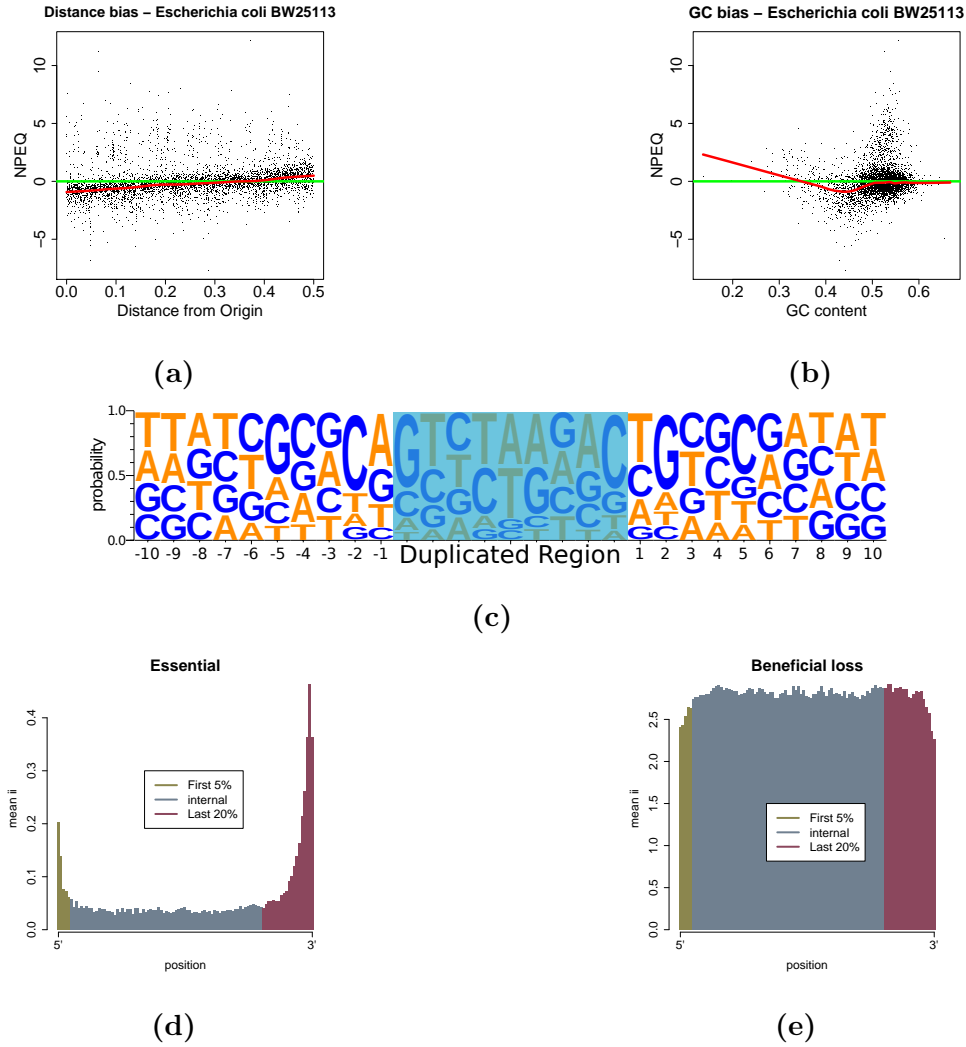 Distance bias – Escherichia coli BW25113
NPEQ
10
5
0
−5
0.0 0.1 0.2 0.3 0.4 0.5
Distance from Origin
(a)
GC bias – Escherichia coli BW25113
NPEQ
10
5
0
−5
0.2 0.3 0.4 0.5 0.6
GC content
(b)
probability
1.0
0.5
0.0
-10 -9 -8 -7 -6 -5 -4 -3 -2 -1 Duplicated Region 1 2 3 4 5 6 7 8 9 10
(c)
Essential
mean ii
0.4
0.3
0.2
0.1
0.0
First 5%
internal
Last 20%
5' 3'
position
(d)
Beneficial loss
mean ii
2.5
2.0
1.5
1.0
0.5
0.0
First 5%
internal
Last 20%
5' 3'
position
(e)